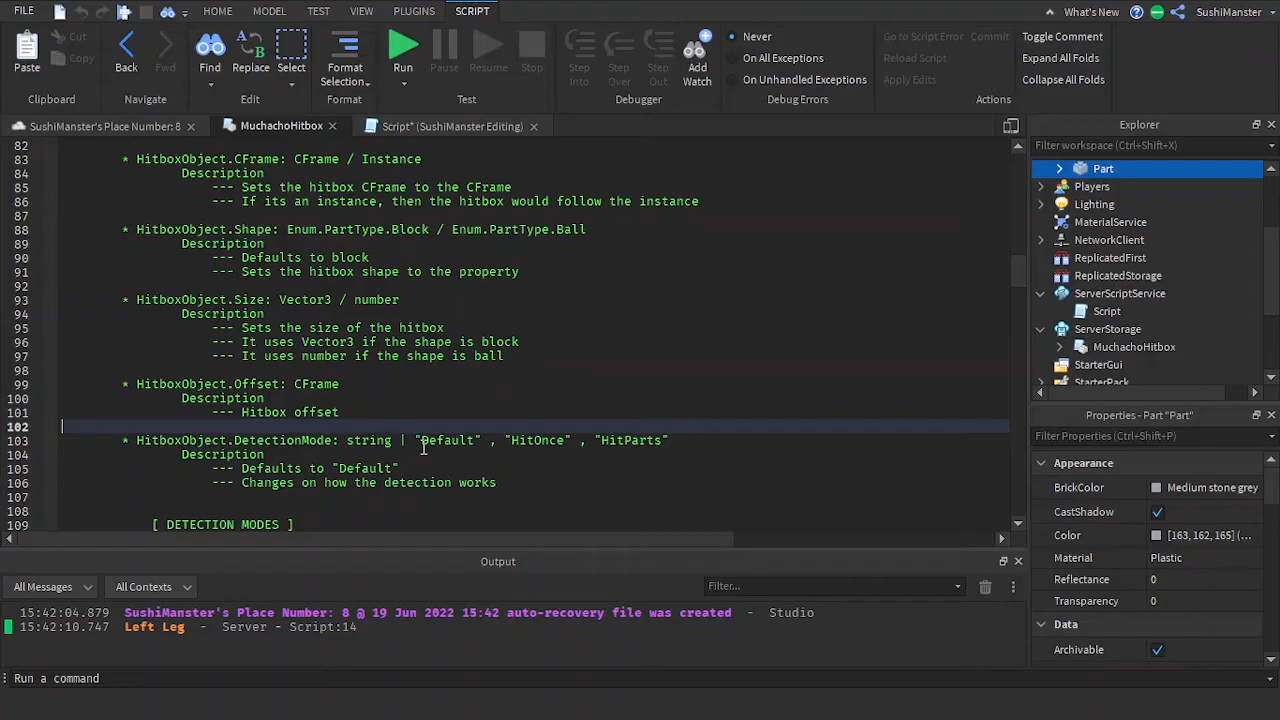 FILE HOME MODEL TEST VIEW PLUGINS SCRIPT What's New SushiManster
Paste Cut Copy Back Fwd Find Replace Select Format Selection Run Pause Resume Stop Step Into Step Over Step Out Add Watch Never On All Exceptions On Unhandled Exceptions Go to Script Error Commit Reload Script Apply Edits Toggle Comment Expand All Folds Collapse All Folds
Clipboard Navigate Edit Format Test Debugger Debug Errors Actions
SushiManster's Place Number: 8 MuchachoHitbox Script* (SushiManster Editing)
82
83 * HitboxObject.CFrame: CFrame / Instance
84 Description
85 --- Sets the hitbox CFrame to the CFrame
86 --- If its an instance, then the hitbox would follow the instance
87
88 * HitboxObject.Shape: Enum.PartType.Block / Enum.PartType.Ball
89 Description
90 --- Defaults to block
91 --- Sets the hitbox shape to the property
92
93 * HitboxObject.Size: Vector3 / number
94 Description
95 --- Sets the size of the hitbox
96 --- It uses Vector3 if the shape is block
97 --- It uses number if the shape is ball
98
99 * HitboxObject.Offset: CFrame
100 Description
101 --- Hitbox offset
102
103 * HitboxObject.DetectionMode: string | "Default" , "HitOnce" , "HitParts"
104 Description
105 --- Defaults to "Default"
106 --- Changes on how the detection works
107
108
109 [ DETECTION MODES ]
Explorer
Filter workspace (Ctrl+Shift+X)
Part
Players
Lighting
MaterialService
NetworkClient
ReplicatedFirst
ReplicatedStorage
ServerScriptService
Script
ServerStorage
MuchachoHitbox
StarterGui
StarterPack
Properties - Part "Part"
Filter Properties (Ctrl+Shift+P)
Appearance
BrickColor Medium stone grey
CastShadow
Color [163, 162, 165] (...
Material Plastic
Reflectance 0
Transparency 0
Data
Archivable
Output
All Messages All Contexts Filter...
15:42:04.879 SushiManster's Place Number: 8 @ 19 Jun 2022 15:42 auto-recovery file was created - Studio
15:42:10.747 Left Leg - Server - Script:14
Run a command